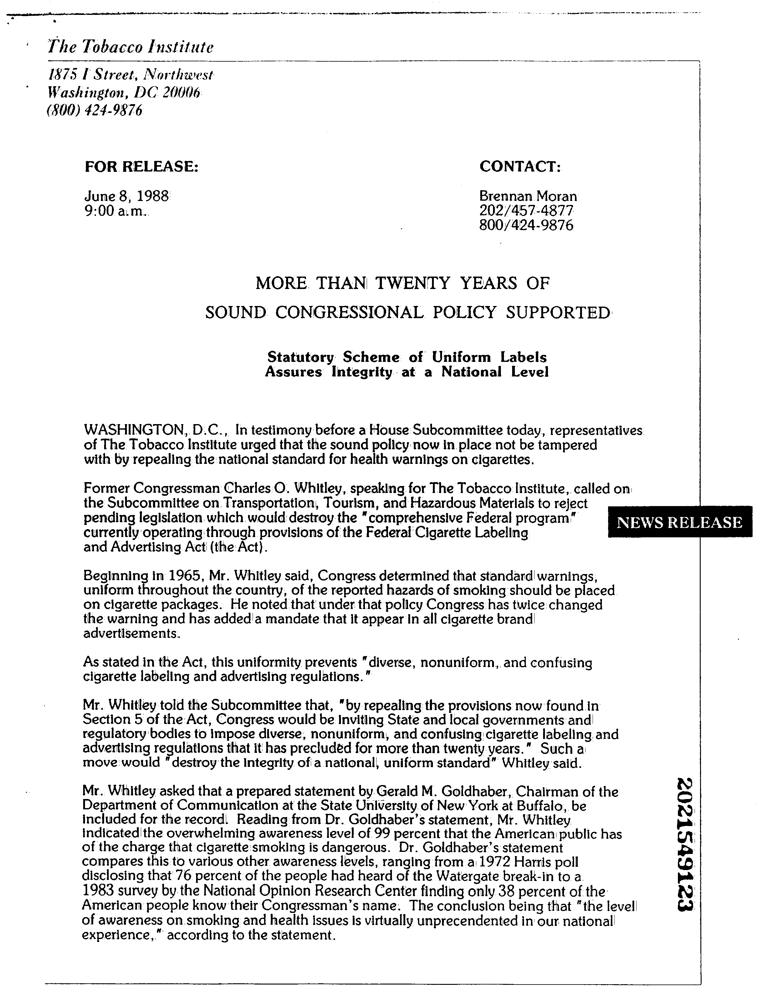 The Tobacco Institute
1875 I Street, Northwest
Washington, DC 20006
(800) 424-9876
FOR RELEASE:
June 8, 1988
9:00 a.m.
CONTACT:
Brennan Moran
202/457-4877
800/424-9876
MORE THAN TWENTY YEARS OF
SOUND CONGRESSIONAL POLICY SUPPORTED
Statutory Scheme of Uniform Labels
Assures Integrity at a National Level
WASHINGTON, D.C., In testimony before a House Subcommittee today, representatives
of The Tobacco Institute urged that the sound policy now in place not be tampered
with by repealing the national standard for health warnings on cigarettes.
Former Congressman Charles O. Whitley, speaking for The Tobacco Institute, called on
the Subcommittee on Transportation, Tourism, and Hazardous Materials to reject
pending legislation which would destroy the "comprehensive Federal program"
currently operating through provisions of the Federal Cigarette Labeling
and Advertising Act (the Act).
NEWS RELEASE
Beginning in 1965, Mr. Whitley said, Congress determined that standard warnings,
uniform throughout the country, of the reported hazards of smoking should be placed
on cigarette packages. He noted that under that policy Congress has twice changed
the warning and has added a mandate that it appear in all cigarette brand
advertisements.
As stated in the Act, this uniformity prevents "diverse, nonuniform, and confusing
cigarette labeling and advertising regulations."
Mr. Whitley told the Subcommittee that, "by repealing the provisions now found in
Section 5 of the Act, Congress would be inviting State and local governments and
regulatory bodies to impose diverse, nonuniform, and confusing cigarette labeling and
advertising regulations that it has precluded for more than twenty years." Such a
move would "destroy the integrity of a national, uniform standard" Whitley said.
Mr. Whitley asked that a prepared statement by Gerald M. Goldhaber, Chairman of the
Department of Communication at the State University of New York at Buffalo, be
included for the record. Reading from Dr. Goldhaber's statement, Mr. Whitley
indicated the overwhelming awareness level of 99 percent that the American public has
of the charge that cigarette smoking is dangerous. Dr. Goldhaber's statement
compares this to various other awareness levels, ranging from a 1972 Harris poll
disclosing that 76 percent of the people had heard of the Watergate break-in to a
1983 survey by the National Opinion Research Center finding only 38 percent of the
American people know their Congressman's name. The conclusion being that "the level
of awareness on smoking and health issues is virtually unprecendented in our national
experience," according to the statement.
2021549123